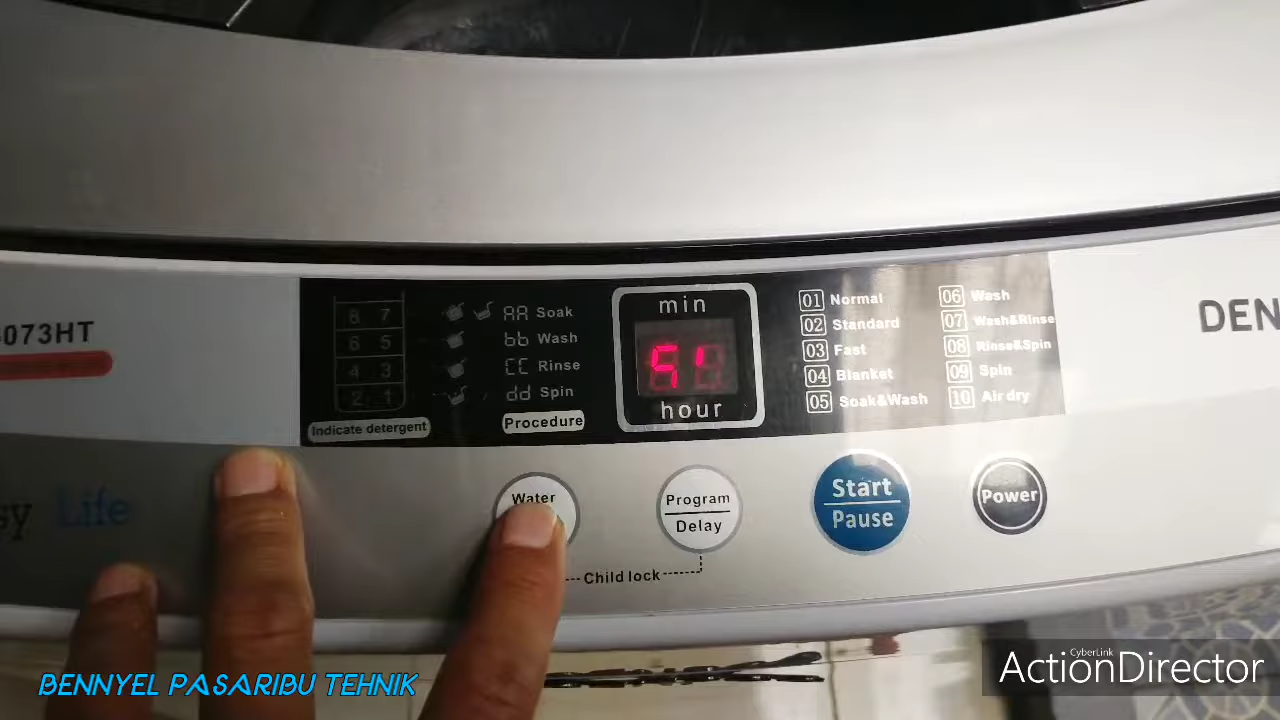 073HT
8 7
6 5
4 3
2 1
Indicate detergent
AA Soak
bb Wash
CC Rinse
dd Spin
Procedure
min
hour
01 Normal
02 Standard
03 Fast
04 Blanket
05 Soak&Wash
06 Wash
07 Wash&Rinse
08 Rinse&Spin
09 Spin
10 Air dry
DEN
sy Life
Water
Program
Delay
Start
Pause
Power
Child lock
BENNYEL PASARIBU TEHNIK
CyberLink
ActionDirector